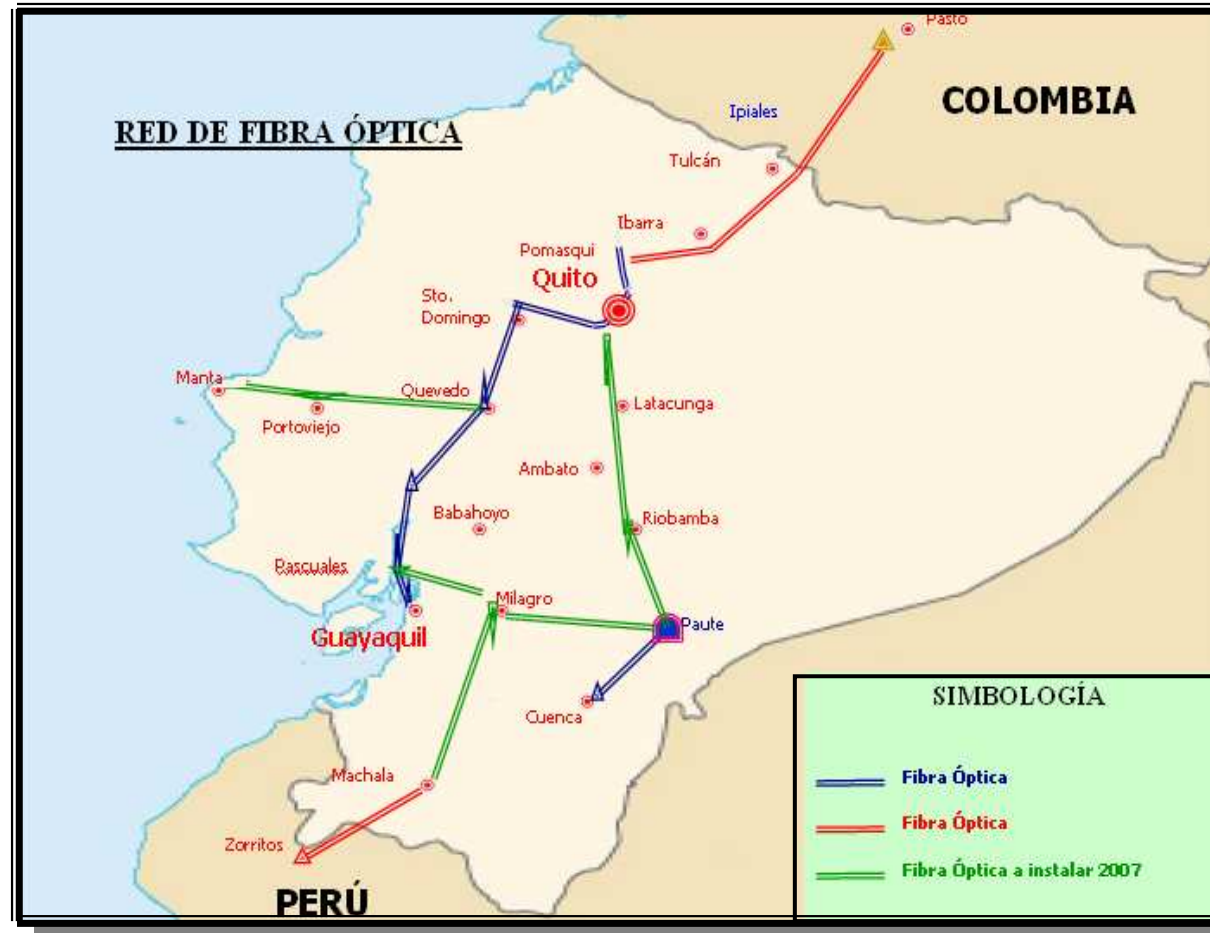 Pasto
COLOMBIA
RED DE FIBRA ÓPTICA
Ipiales
Tulcán
Ibarra
Pomasqui
Quito
Sto.
Domingo
Manta
Quevedo
Latacunga
Portoviejo
Ambato
Babahoyo
Riobamba
Pascuales
Milagro
Guayaquil
Paute
Cuenca
Machala
Zorritos
PERÚ
SIMBOLOGÍA
Fibra Óptica
Fibra Óptica
Fibra Óptica a instalar 2007